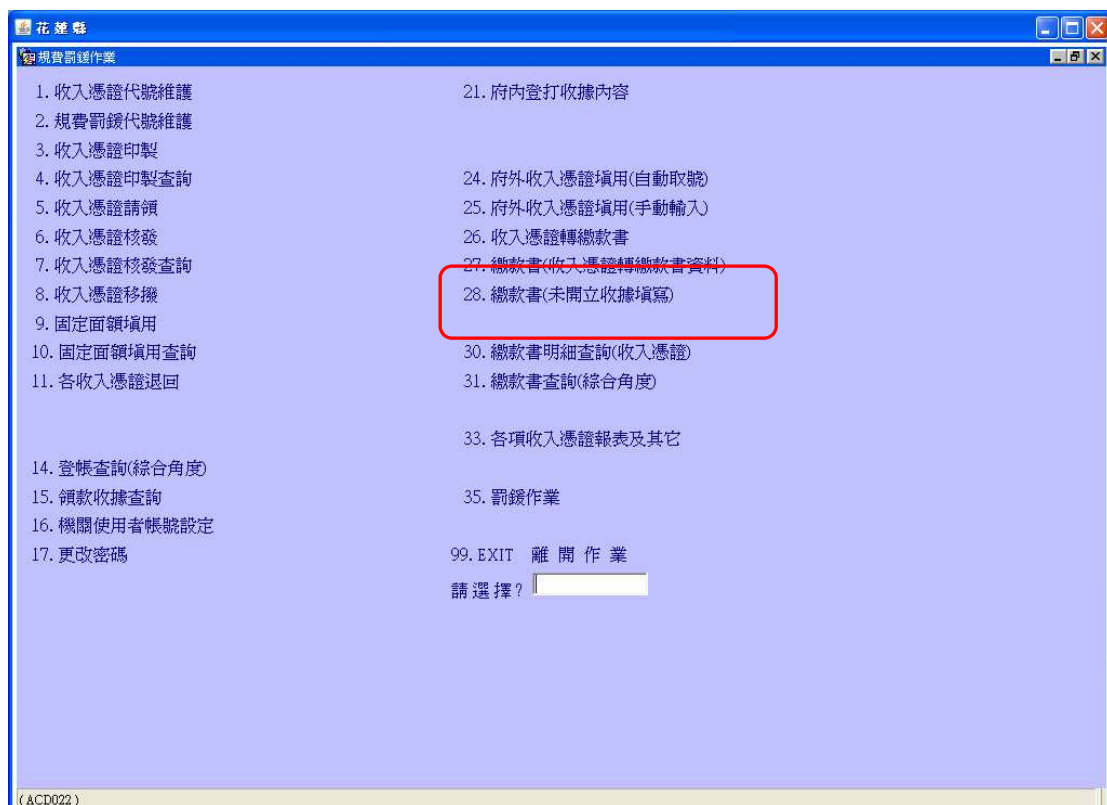 花蓮縣
規費罰鍰作業
1. 收入憑證代號維護
2. 規費罰鍰代號維護
3. 收入憑證印製
4. 收入憑證印製查詢
5. 收入憑證請領
6. 收入憑證核發
7. 收入憑證核發查詢
8. 收入憑證移撥
9. 固定面額填用
10. 固定面額填用查詢
11. 各收入憑證退回
14. 登帳查詢(綜合角度)
15. 領款收據查詢
16. 機關使用者帳號設定
17. 更改密碼
21. 府內登打收據內容
24. 府外收入憑證填用(自動取號)
25. 府外收入憑證填用(手動輸入)
26. 收入憑證轉繳款書
27. 繳款書(收入憑證轉繳款書資料)
28. 繳款書(未開立收據填寫)
30. 繳款書明細查詢(收入憑證)
31. 繳款書查詢(綜合角度)
33. 各項收入憑證報表及其它
35. 罰鍰作業
99. EXIT 離 開 作 業
請 選 擇 ?
(ACD022)